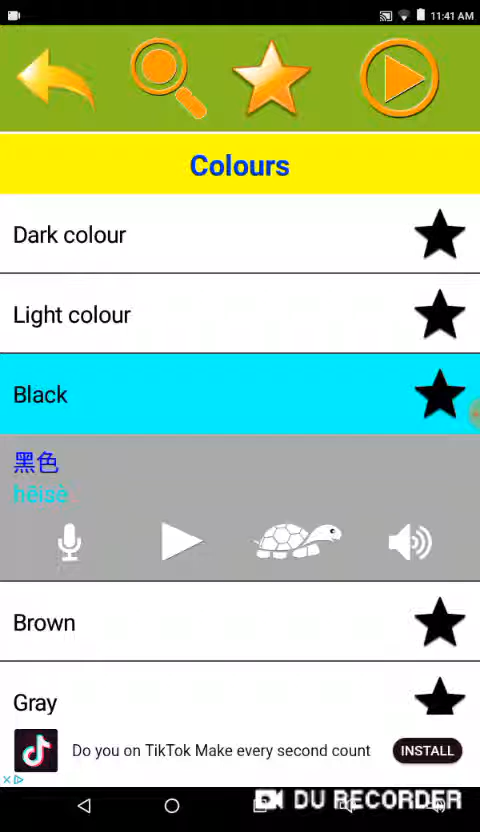 11:41 AM
Colours
Dark colour
Light colour
Black
黑色
hēisè
Brown
Gray
Do you on TikTok Make every second count
INSTALL
DU RECORDER